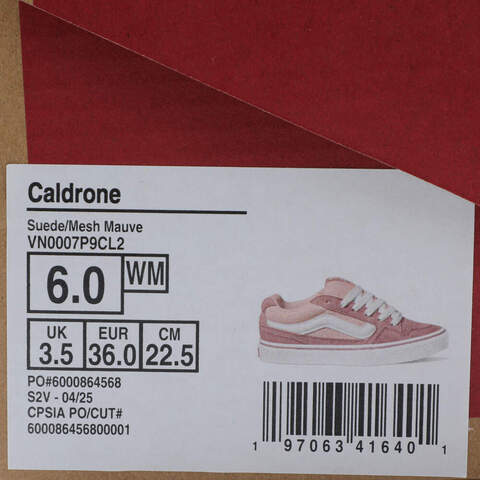 Caldrone
Suede/Mesh Mauve
VN0007P9CL2
6.0 WM
UK EUR CM
3.5 36.0 22.5
PO#6000864568
S2V - 04/25
CPSIA PO/CUT#
600086456800001
1 97063 41640 1